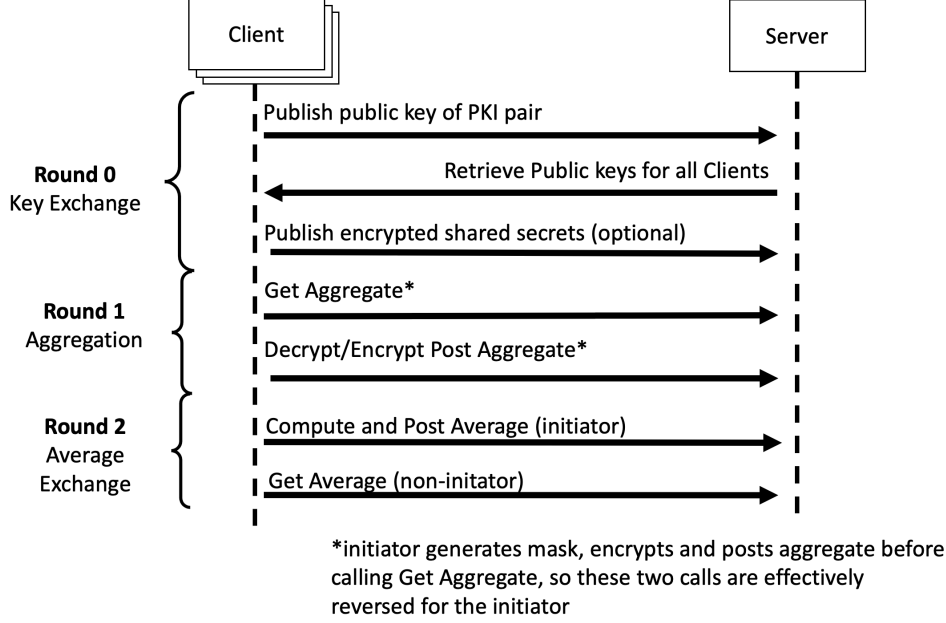 Client
Server
Publish public key of PKI pair
Retrieve Public keys for all Clients
Round 0
Key Exchange
Publish encrypted shared secrets (optional)
Get Aggregate*
Round 1
Aggregation
Decrypt/Encrypt Post Aggregate*
Compute and Post Average (initiator)
Round 2
Average
Exchange
Get Average (non-initator)
*initiator generates mask, encrypts and posts aggregate before
calling Get Aggregate, so these two calls are effectively
reversed for the initiator